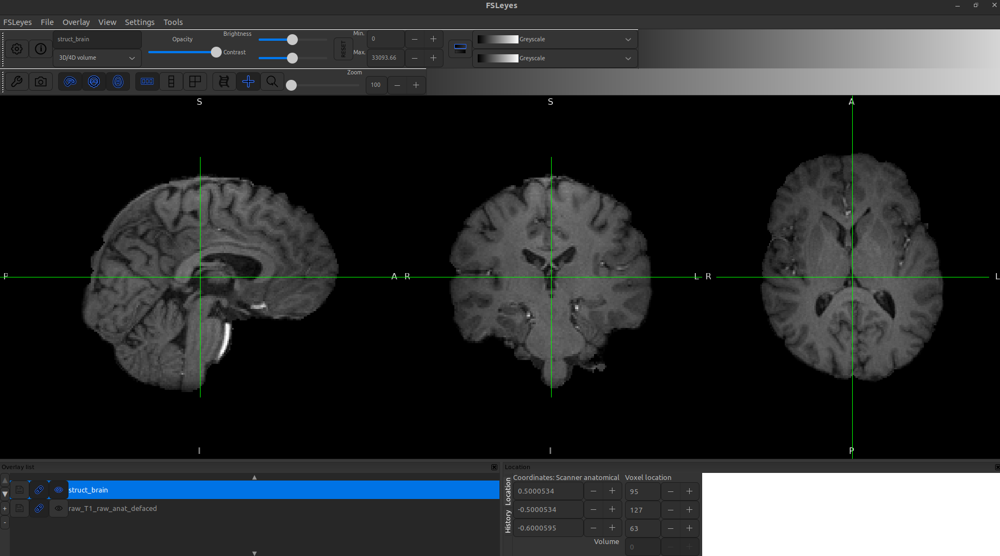 FSLeyes
FSLeyes File Overlay View Settings Tools
struct_brain
3D/4D volume
Opacity
Brightness
Contrast
RESET
Min. 0
Max. 33093.66
Greyscale
Greyscale
Zoom
100
S
S
A
P
A
R
L
R
L
I
I
P
Overlay list
struct_brain
raw_T1_raw_anat_defaced
Location
Location
History
Coordinates: Scanner anatomical
Voxel location
0.5000534
95
-0.5000534
127
-0.6000595
63
Volume
0